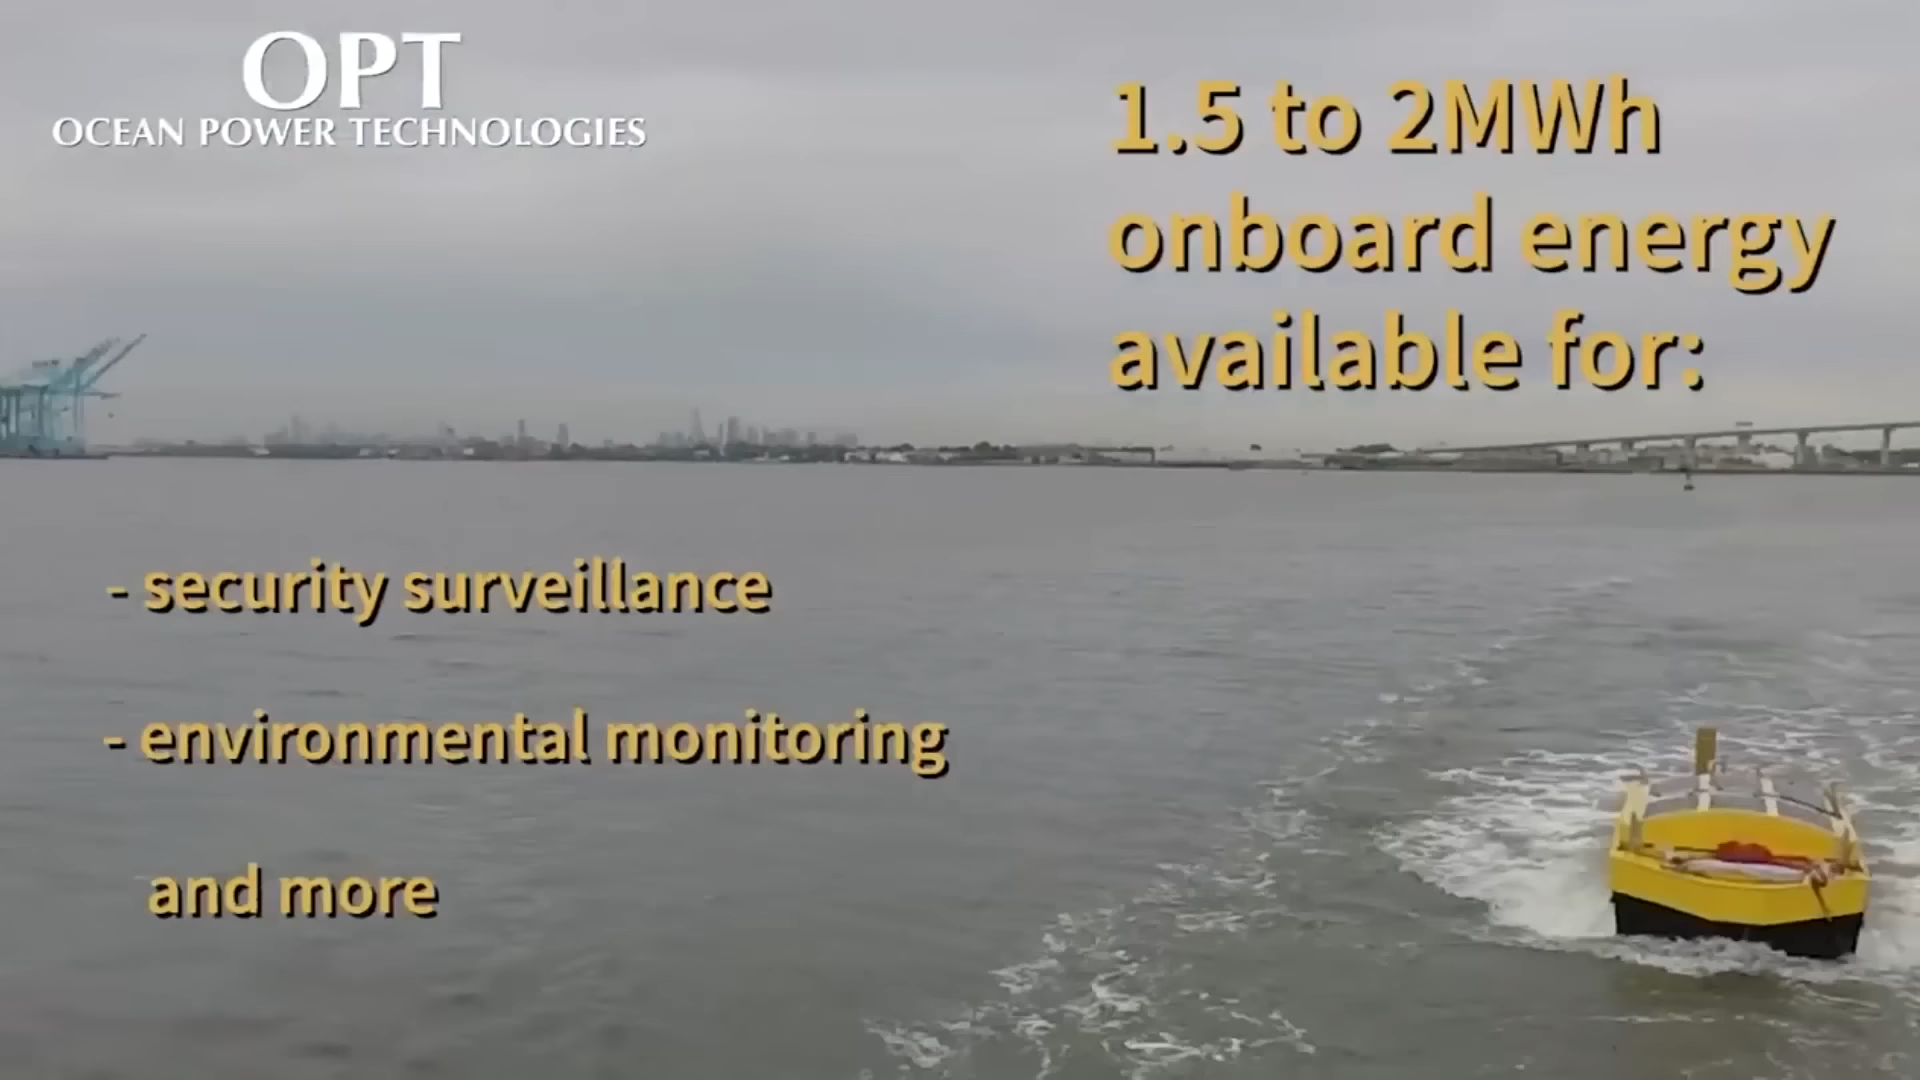 OPT
OCEAN POWER TECHNOLOGIES
1.5 to 2MWh
onboard energy
available for:
- security surveillance
- environmental monitoring
and more